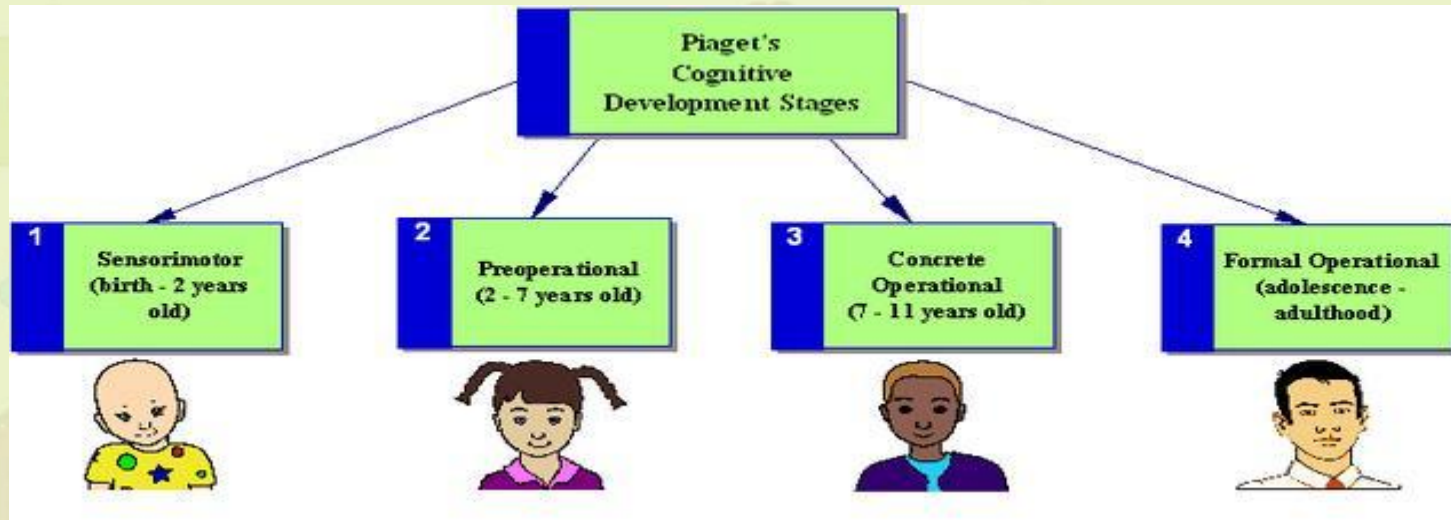 Piaget's
Cognitive
Development Stages
1
Sensorimotor
(birth - 2 years
old)
2
Preoperational
(2 - 7 years old)
3
Concrete
Operational
(7 - 11 years old)
4
Formal Operational
(adolescence -
adulthood)